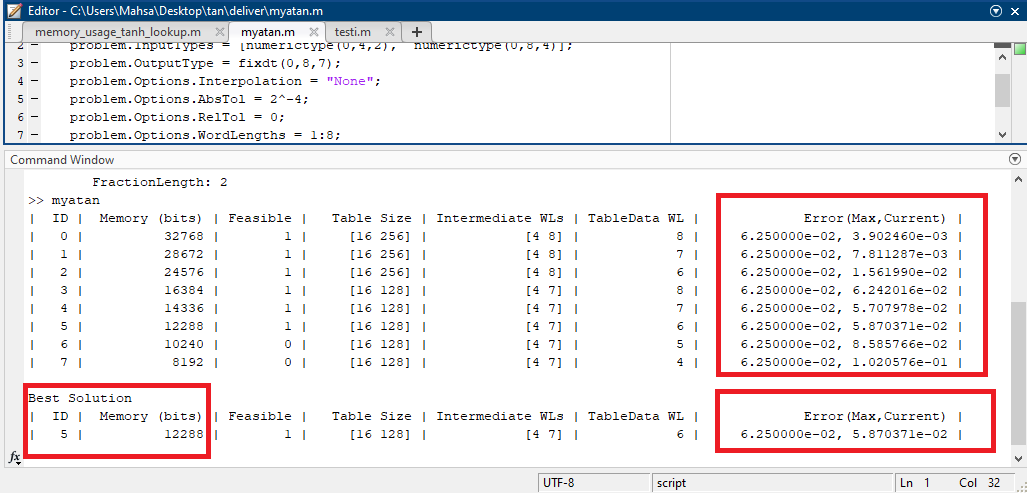 Editor - C:\Users\Mahsa\Desktop\tan\deliver\myatan.m
memory_usage_tanh_lookup.m × myatan.m × testi.m × +
2 - problem.InputTypes = [numerictype(0,4,2), numerictype(0,8,4)];
3 - problem.OutputType = fixdt(0,8,7);
4 - problem.Options.Interpolation = "None";
5 - problem.Options.AbsTol = 2^-4;
6 - problem.Options.RelTol = 0;
7 - problem.Options.WordLengths = 1:8;
Command Window
FractionLength: 2
>> myatan
| ID | Memory (bits) | Feasible | Table Size | Intermediate WLs | TableData WL | Error(Max,Current) |
| 0 | 32768 | 1 | [16 256] | [4 8] | 8 | 6.250000e-02, 3.902460e-03 |
| 1 | 28672 | 1 | [16 256] | [4 8] | 7 | 6.250000e-02, 7.811287e-03 |
| 2 | 24576 | 1 | [16 256] | [4 8] | 6 | 6.250000e-02, 1.561990e-02 |
| 3 | 16384 | 1 | [16 128] | [4 7] | 8 | 6.250000e-02, 6.242016e-02 |
| 4 | 14336 | 1 | [16 128] | [4 7] | 7 | 6.250000e-02, 5.707978e-02 |
| 5 | 12288 | 1 | [16 128] | [4 7] | 6 | 6.250000e-02, 5.870371e-02 |
| 6 | 10240 | 0 | [16 128] | [4 7] | 5 | 6.250000e-02, 8.585766e-02 |
| 7 | 8192 | 0 | [16 128] | [4 7] | 4 | 6.250000e-02, 1.020576e-01 |
Best Solution
| ID | Memory (bits) | Feasible | Table Size | Intermediate WLs | TableData WL | Error(Max,Current) |
| 5 | 12288 | 1 | [16 128] | [4 7] | 6 | 6.250000e-02, 5.870371e-02 |
fx
UTF-8 script Ln 1 Col 32